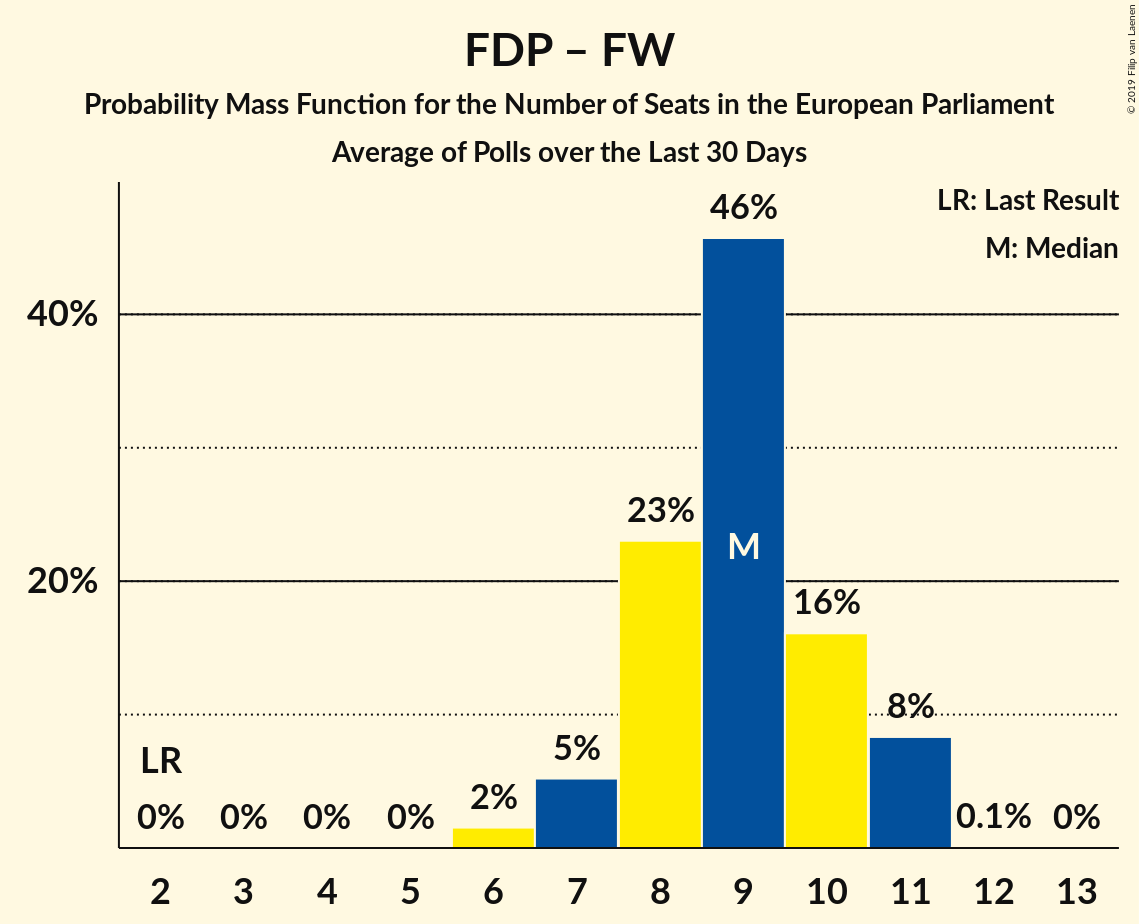 FDP – FW
Probability Mass Function for the Number of Seats in the European Parliament
Average of Polls over the Last 30 Days
© 2019 Filip van Laenen
LR: Last Result
M: Median
46%
40%
23%
M
20%
16%
8%
LR
5%
2%
0% 0% 0% 0% 0.1% 0%
2 3 4 5 6 7 8 9 10 11 12 13